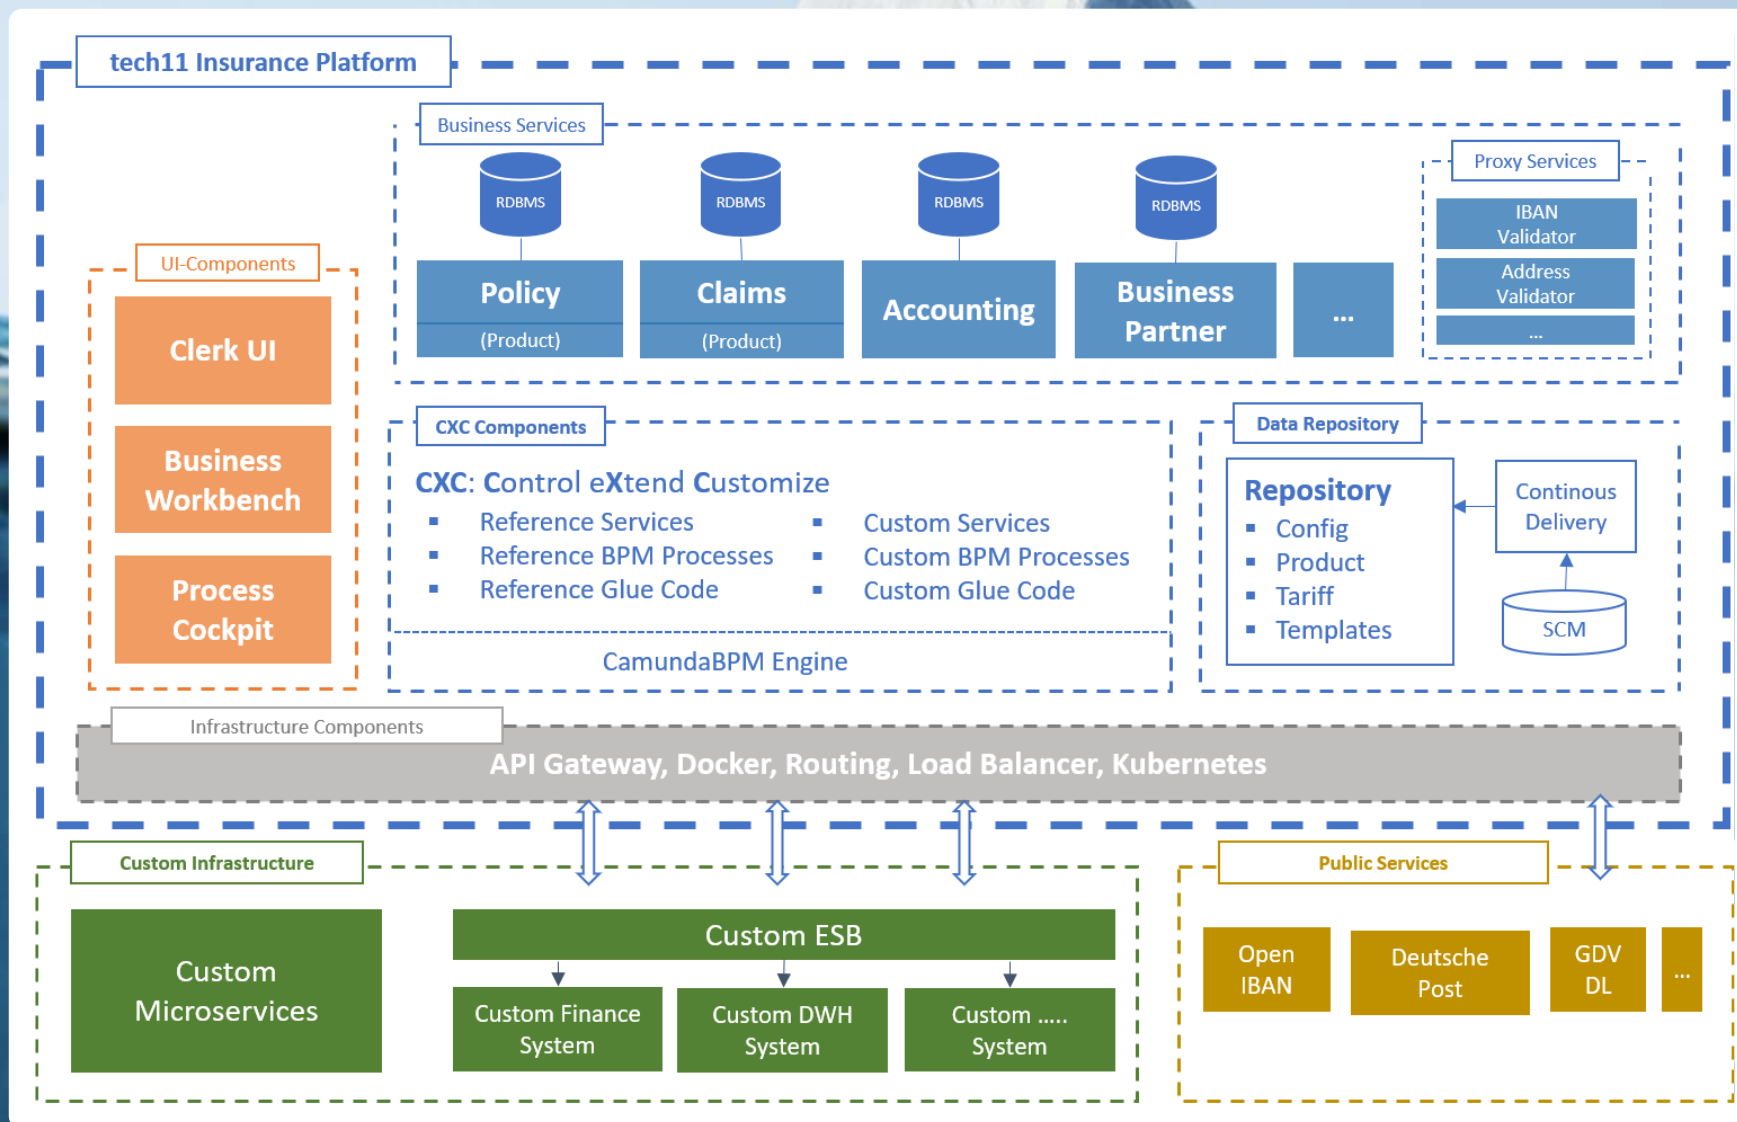 tech11 Insurance Platform
Business Services
RDBMS
RDBMS
RDBMS
RDBMS
Policy
(Product)
Claims
(Product)
Accounting
Business
Partner
...
Proxy Services
IBAN
Validator
Address
Validator
...
UI-Components
Clerk UI
Business
Workbench
Process
Cockpit
CXC Components
CXC: Control eXtend Customize
▪ Reference Services
▪ Reference BPM Processes
▪ Reference Glue Code
▪ Custom Services
▪ Custom BPM Processes
▪ Custom Glue Code
CamundaBPM Engine
Data Repository
Repository
▪ Config
▪ Product
▪ Tariff
▪ Templates
Continous
Delivery
SCM
Infrastructure Components
API Gateway, Docker, Routing, Load Balancer, Kubernetes
Custom Infrastructure
Custom
Microservices
Custom ESB
Custom Finance
System
Custom DWH
System
Custom .....
System
Public Services
Open
IBAN
Deutsche
Post
GDV
DL
...